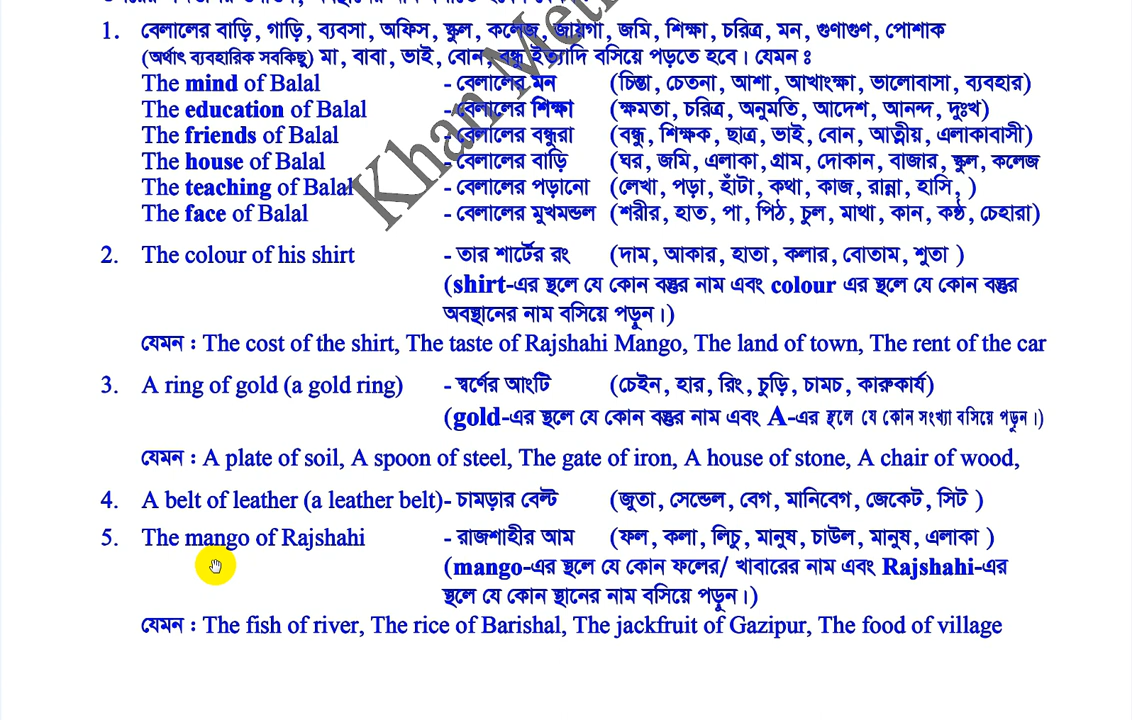 1. বেলালের বাড়ি, গাড়ি, ব্যবসা, অফিস, স্কুল, কলেজ, জায়গা, জমি, শিক্ষা, চরিত্র, মন, গুণাগুণ, পোশাক
(অর্থাৎ ব্যবহারিক সবকিছু) মা, বাবা, ভাই, বোন, বন্ধু ইত্যাদি বসিয়ে পড়তে হবে। যেমন ঃ
The mind of Balal - বেলালের মন (চিন্তা, চেতনা, আশা, আখাংক্ষা, ভালোবাসা, ব্যবহার)
The education of Balal - বেলালের শিক্ষা (ক্ষমতা, চরিত্র, অনুমতি, আদেশ, আনন্দ, দুঃখ)
The friends of Balal - বেলালের বন্ধুরা (বন্ধু, শিক্ষক, ছাত্র, ভাই, বোন, আত্নীয়, এলাকাবাসী)
The house of Balal - বেলালের বাড়ি (ঘর, জমি, এলাকা, গ্রাম, দোকান, বাজার, স্কুল, কলেজ
The teaching of Balal - বেলালের পড়ানো (লেখা, পড়া, হাঁটা, কথা, কাজ, রান্না, হাসি, )
The face of Balal - বেলালের মুখমন্ডল (শরীর, হাত, পা, পিঠ, চুল, মাথা, কান, কণ্ঠ, চেহারা)
2. The colour of his shirt - তার শার্টের রং (দাম, আকার, হাতা, কলার, বোতাম, শুতা )
(shirt-এর স্থলে যে কোন বস্তুর নাম এবং colour এর স্থলে যে কোন বস্তুর
অবস্থানের নাম বসিয়ে পড়ুন।)
যেমন : The cost of the shirt, The taste of Rajshahi Mango, The land of town, The rent of the car
3. A ring of gold (a gold ring) - স্বর্ণের আংটি (চেইন, হার, রিং, চুড়ি, চামচ, কারুকার্য)
(gold-এর স্থলে যে কোন বস্তুর নাম এবং A-এর স্থলে যে কোন সংখ্যা বসিয়ে পড়ুন।)
যেমন : A plate of soil, A spoon of steel, The gate of iron, A house of stone, A chair of wood,
4. A belt of leather (a leather belt)- চামড়ার বেল্ট (জুতা, সেন্ডেল, বেগ, মানিবেগ, জেকেট, সিট )
5. The mango of Rajshahi - রাজশাহীর আম (ফল, কলা, লিচু, মানুষ, চাউল, মানুষ, এলাকা )
(mango-এর স্থলে যে কোন ফলের/ খাবারের নাম এবং Rajshahi-এর
স্থলে যে কোন স্থানের নাম বসিয়ে পড়ুন।)
যেমন : The fish of river, The rice of Barishal, The jackfruit of Gazipur, The food of village
Khan